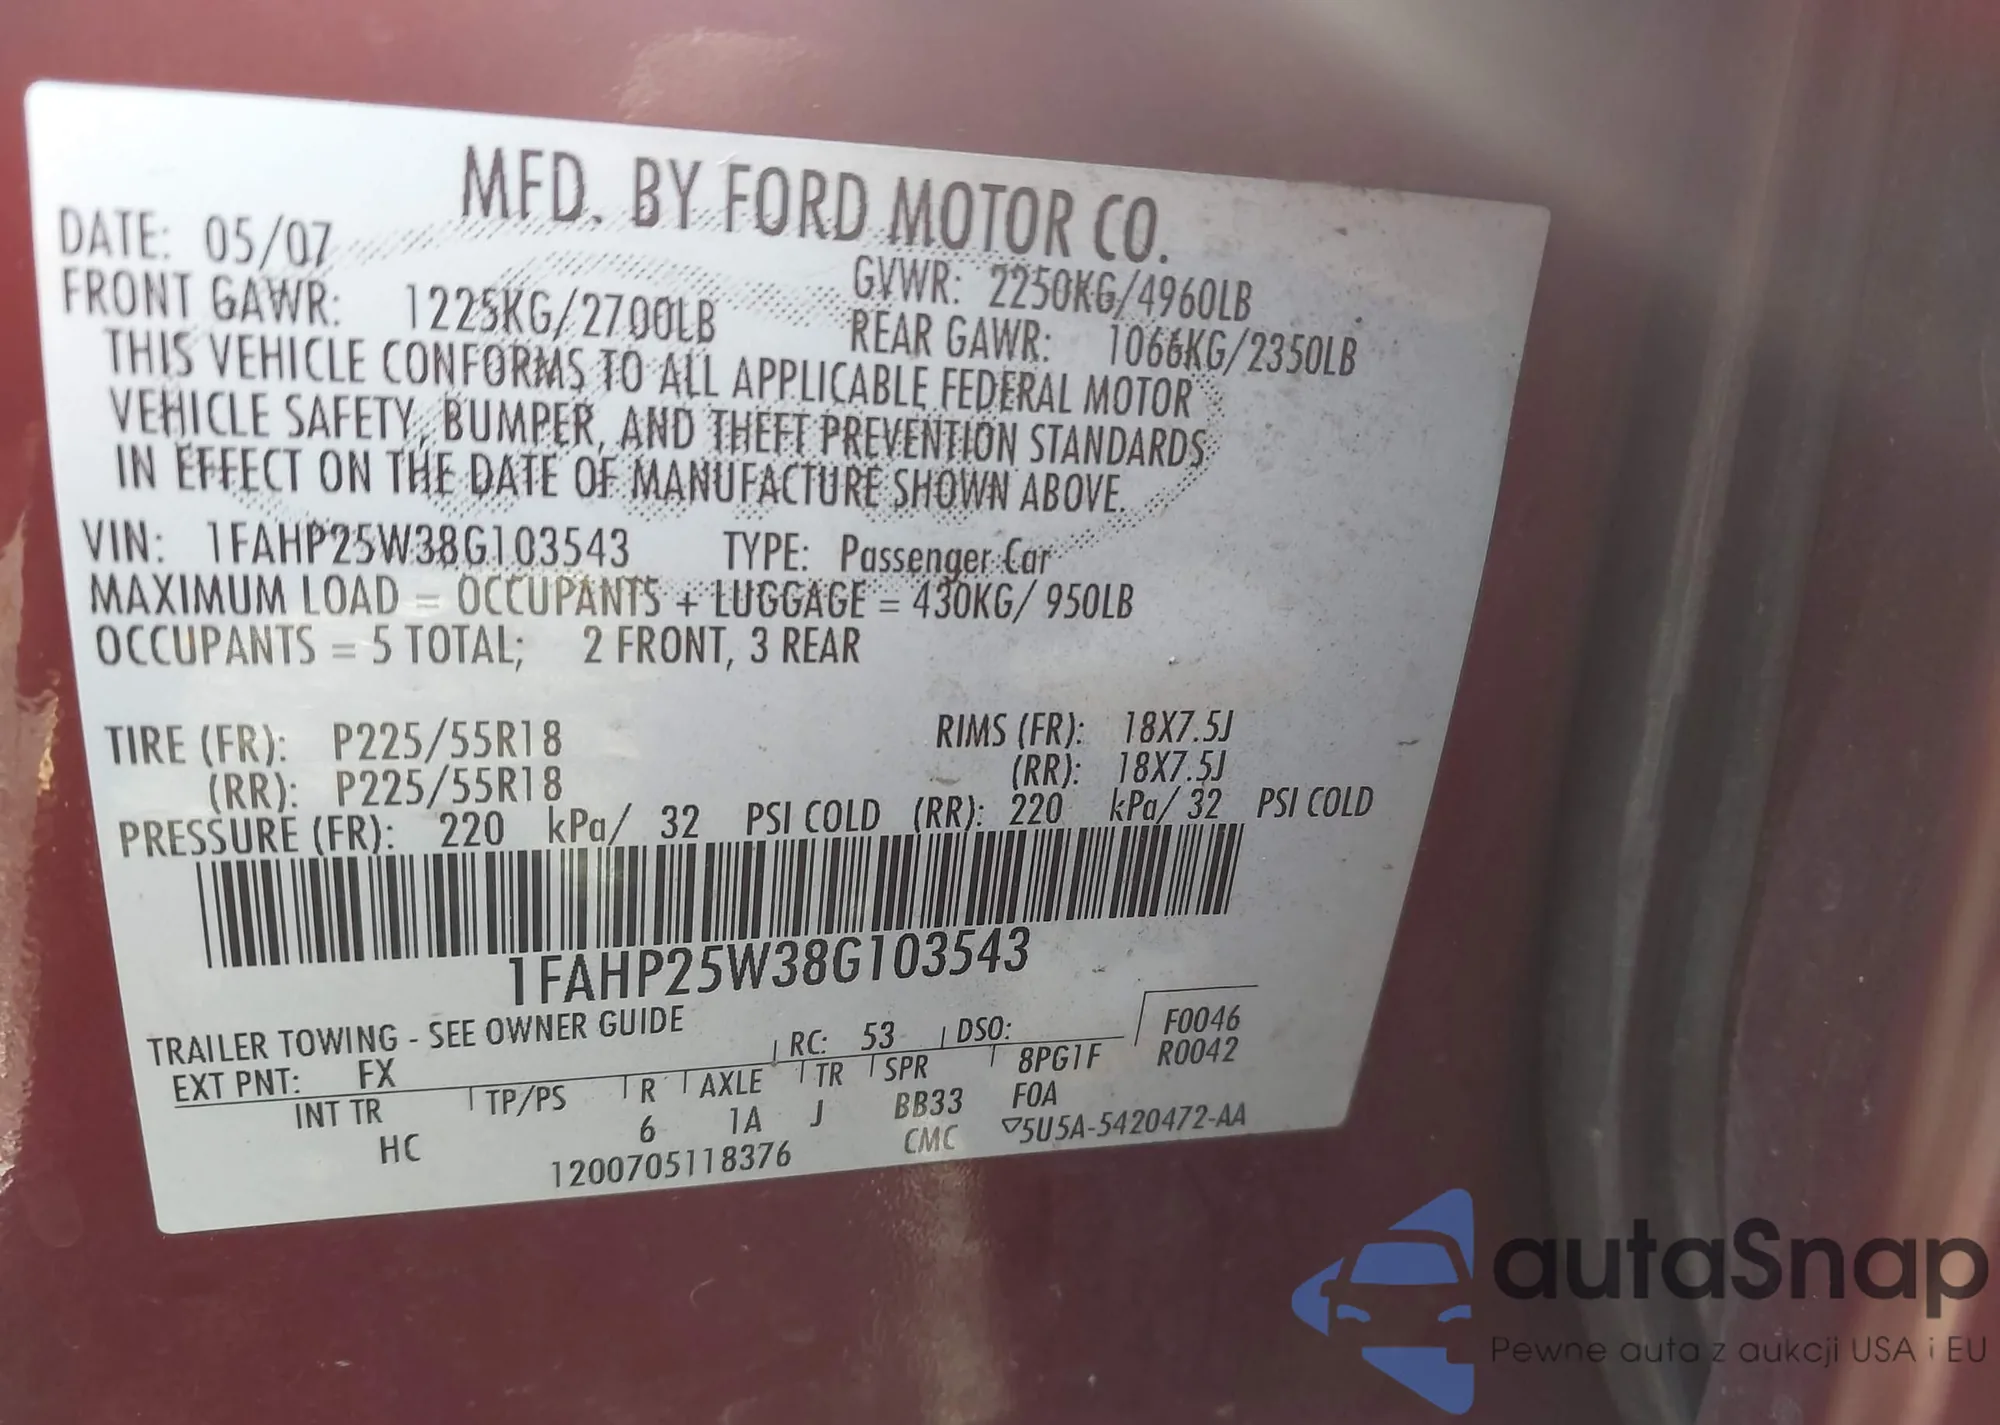 MFD. BY FORD MOTOR CO.
DATE: 05/07 GVWR: 2250KG/4960LB
FRONT GAWR: 1225KG/2700LB REAR GAWR: 1066KG/2350LB
THIS VEHICLE CONFORMS TO ALL APPLICABLE FEDERAL MOTOR
VEHICLE SAFETY, BUMPER, AND THEFT PREVENTION STANDARDS
IN EFFECT ON THE DATE OF MANUFACTURE SHOWN ABOVE.
VIN: 1FAHP25W38G103543 TYPE: Passenger Car
MAXIMUM LOAD = OCCUPANTS + LUGGAGE = 430KG/ 950LB
OCCUPANTS = 5 TOTAL; 2 FRONT, 3 REAR
TIRE (FR): P225/55R18 RIMS (FR): 18X7.5J
(RR): P225/55R18 (RR): 18X7.5J
PRESSURE (FR): 220 kPa/ 32 PSI COLD (RR): 220 kPa/ 32 PSI COLD
1FAHP25W38G103543
TRAILER TOWING - SEE OWNER GUIDE
EXT PNT: FX RC: 53 DSO: F0046
INT TR TP/PS R AXLE TR SPR 8PG1F R0042
HC 6 1A J BB33 F0A
1200705118376 CMC ▽5U5A-5420472-AA
autaSnap
Pewne auta z aukcji USA i EU